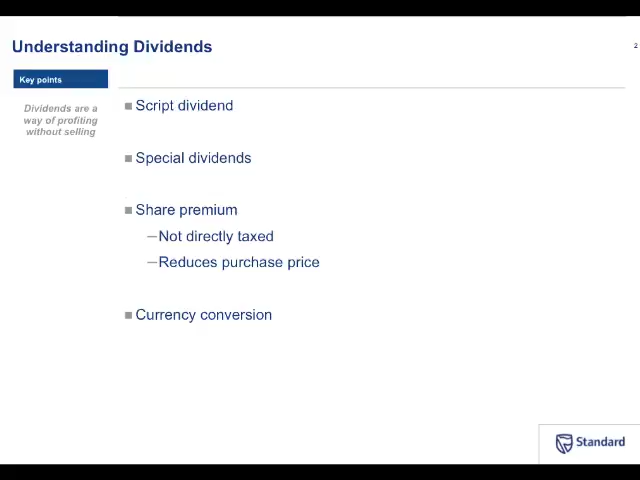 Understanding Dividends
2
Key points
Dividends are a
way of profiting
without selling
Script dividend
Special dividends
Share premium
—Not directly taxed
—Reduces purchase price
Currency conversion
Standard